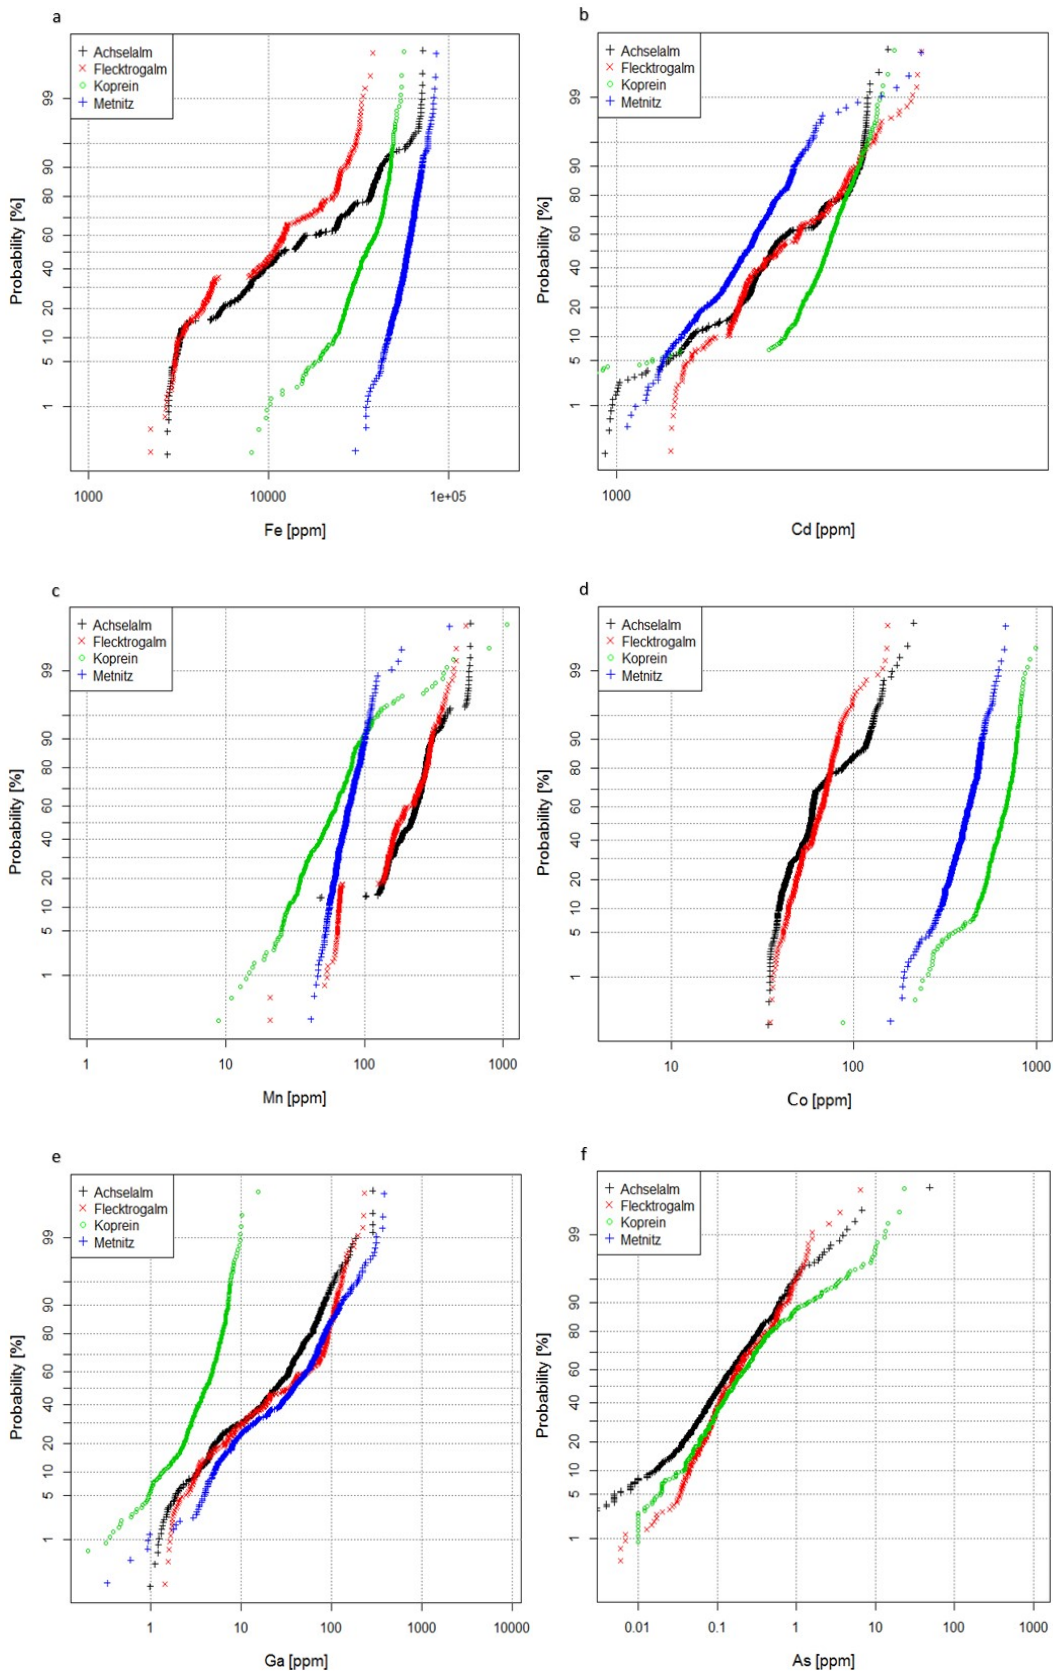 a
+ Achselalm
× Flecktrogalm
○ Koprein
+ Metnitz
Probability [%]
99
90
80
60
40
20
10
5
1
1000
10000
1e+05
Fe [ppm]
b
+ Achselalm
× Flecktrogalm
○ Koprein
+ Metnitz
Probability [%]
99
90
80
60
40
20
10
5
1
1000
Cd [ppm]
c
+ Achselalm
× Flecktrogalm
○ Koprein
+ Metnitz
Probability [%]
99
90
80
60
40
20
10
5
1
1
10
100
1000
Mn [ppm]
d
+ Achselalm
× Flecktrogalm
○ Koprein
+ Metnitz
Probability [%]
99
90
80
60
40
20
10
5
1
10
100
1000
Co [ppm]
e
+ Achselalm
× Flecktrogalm
○ Koprein
+ Metnitz
Probability [%]
99
90
80
60
40
20
10
5
1
1
10
100
1000
10000
Ga [ppm]
f
+ Achselalm
× Flecktrogalm
○ Koprein
+ Metnitz
Probability [%]
99
90
80
60
40
20
10
5
1
0.01
0.1
1
10
100
1000
As [ppm]